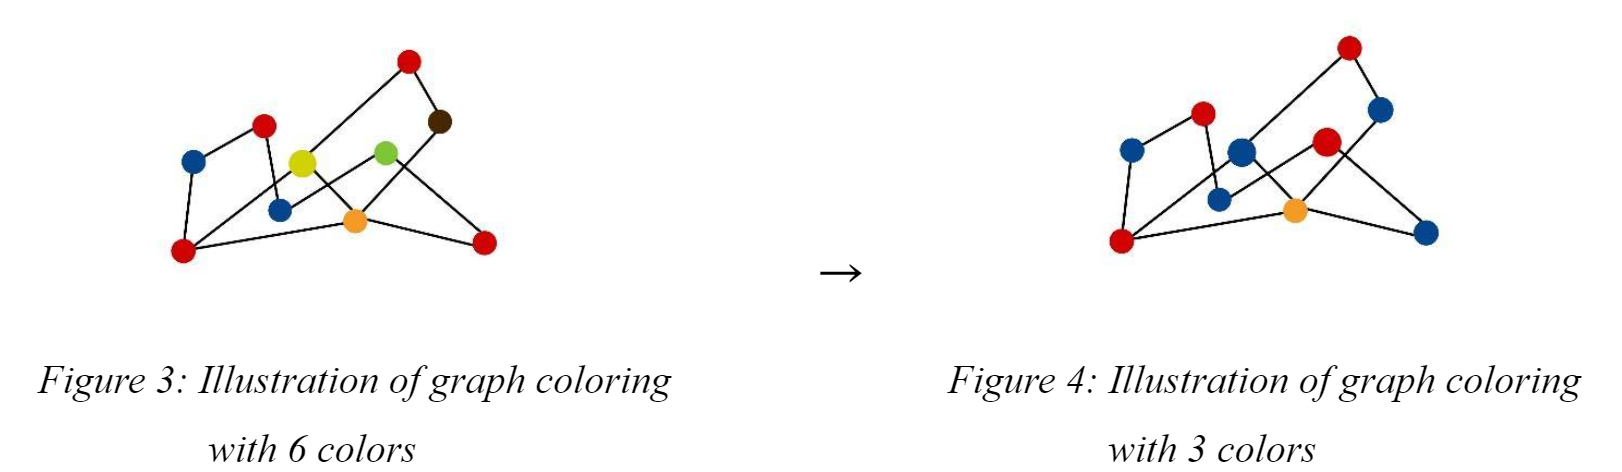 →
Figure 3: Illustration of graph coloring
with 6 colors
Figure 4: Illustration of graph coloring
with 3 colors